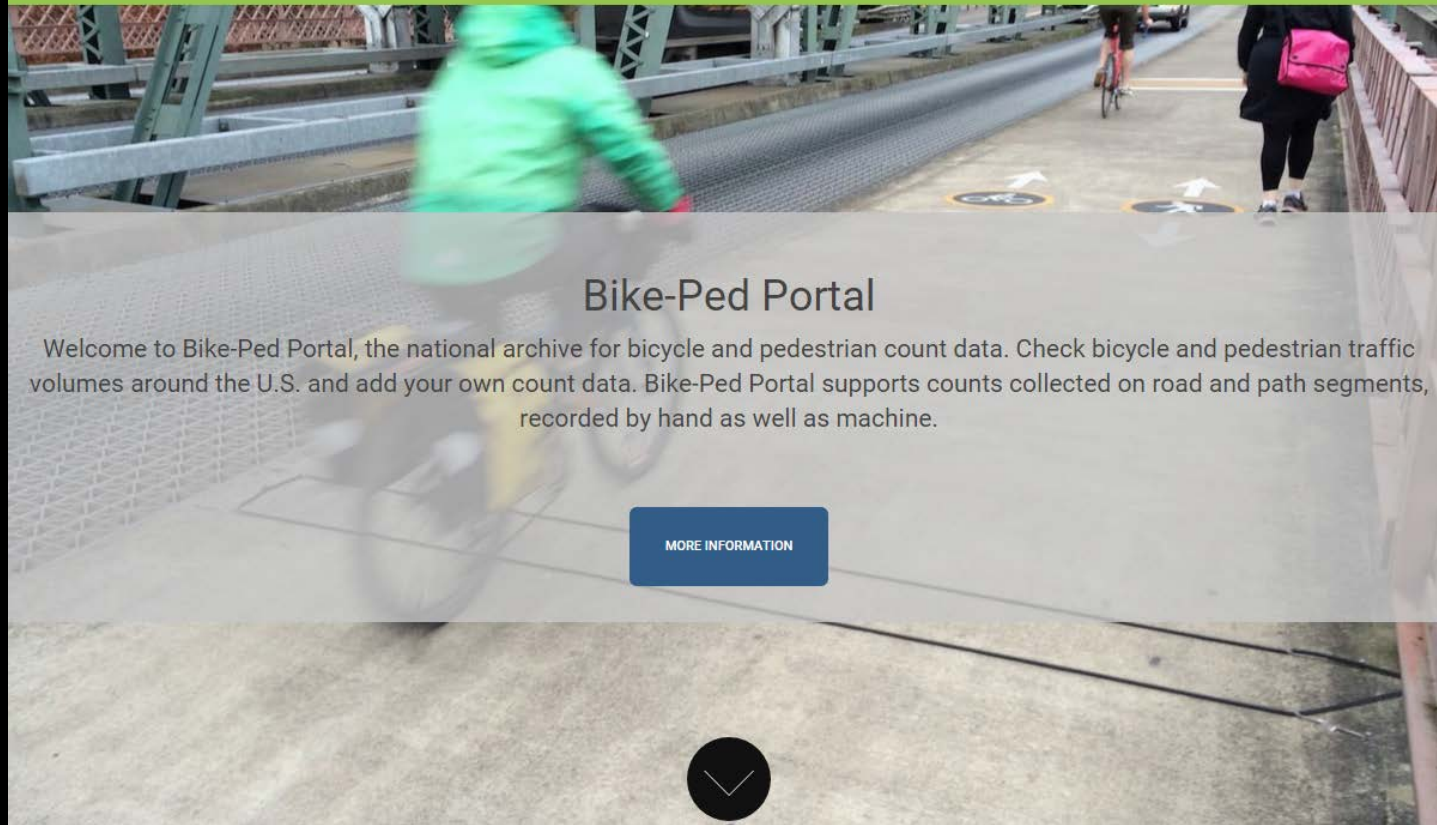 Bike-Ped Portal
Welcome to Bike-Ped Portal, the national archive for bicycle and pedestrian count data. Check bicycle and pedestrian traffic
volumes around the U.S. and add your own count data. Bike-Ped Portal supports counts collected on road and path segments,
recorded by hand as well as machine.
MORE INFORMATION